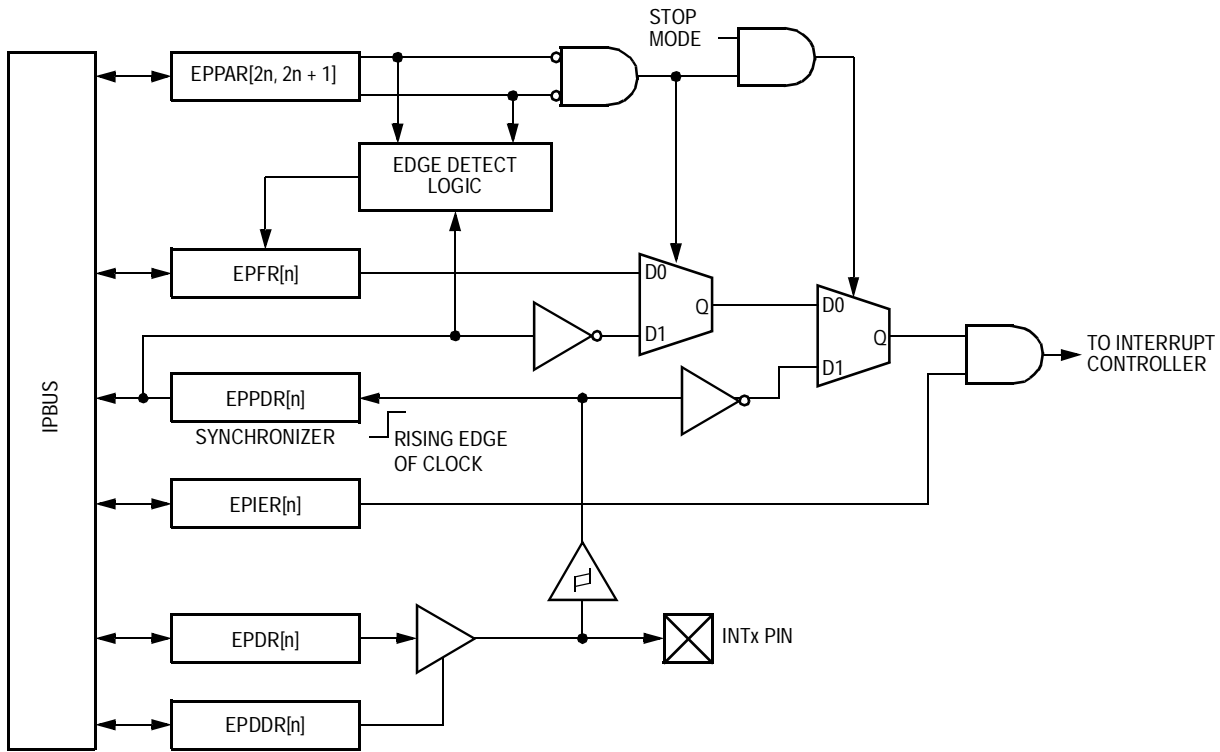 STOP
MODE
EPPAR[2n, 2n + 1]
EDGE DETECT
LOGIC
EPFR[n]
D0
Q
D1
D0
Q
D1
TO INTERRUPT
CONTROLLER
IPBUS
EPPDR[n]
SYNCHRONIZER
RISING EDGE
OF CLOCK
EPIER[n]
EPDR[n]
INTx PIN
EPDDR[n]